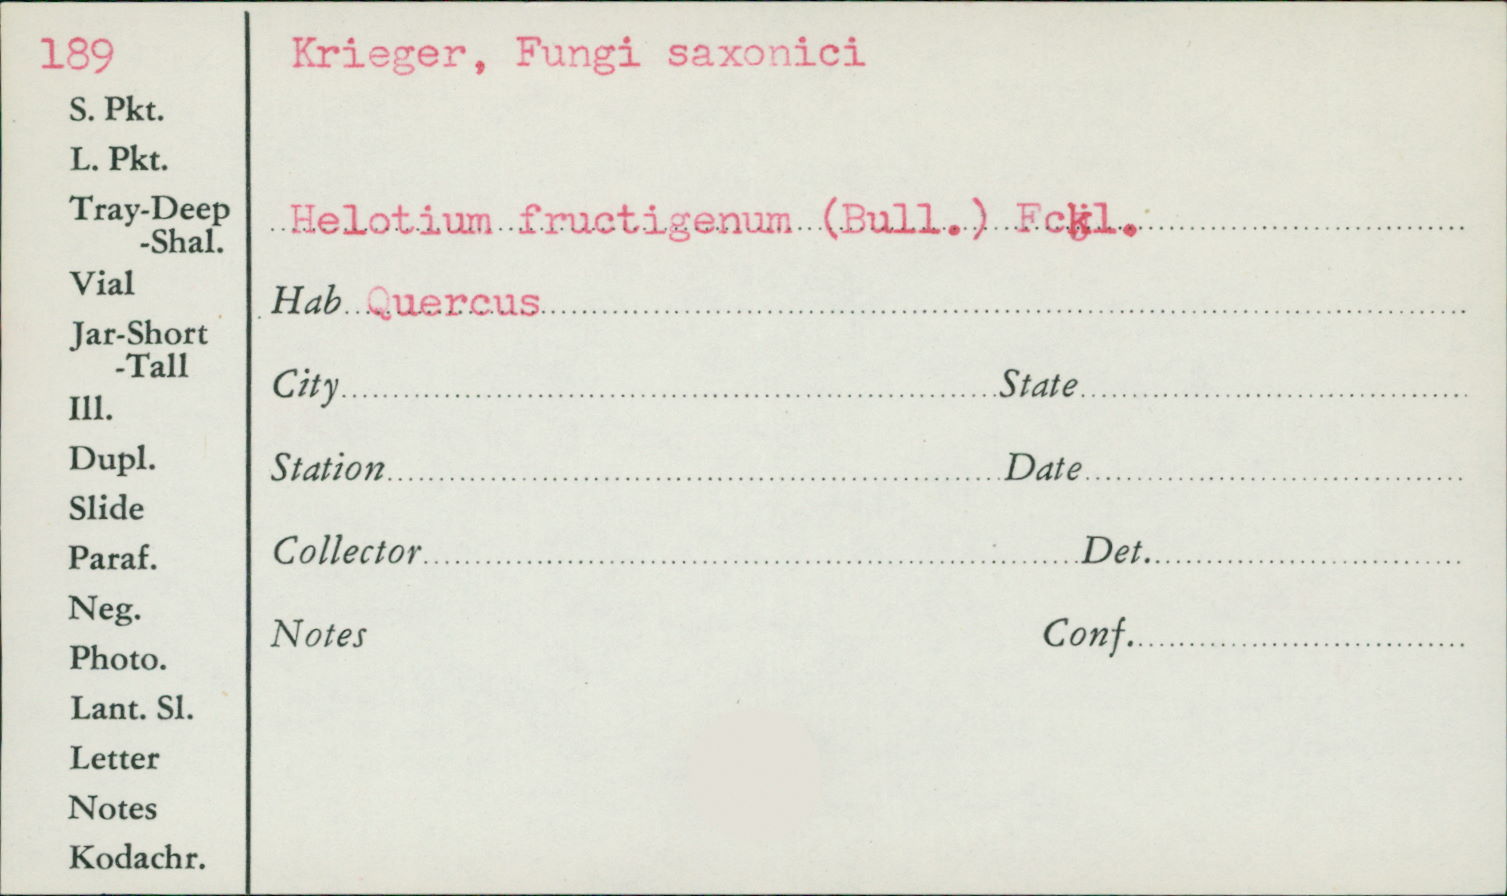 189
Krieger, Fungi saxonici
S. Pkt.
L. Pkt.
Tray-Deep
-Shal.
Helotium fructigenum (Bull.) Fckl.
Vial
Hab Quercus
Jar-Short
-Tall
City State
Ill.
Dupl.
Station Date
Slide
Paraf.
Collector Det.
Neg.
Notes Conf.
Photo.
Lant. Sl.
Letter
Notes
Kodachr.